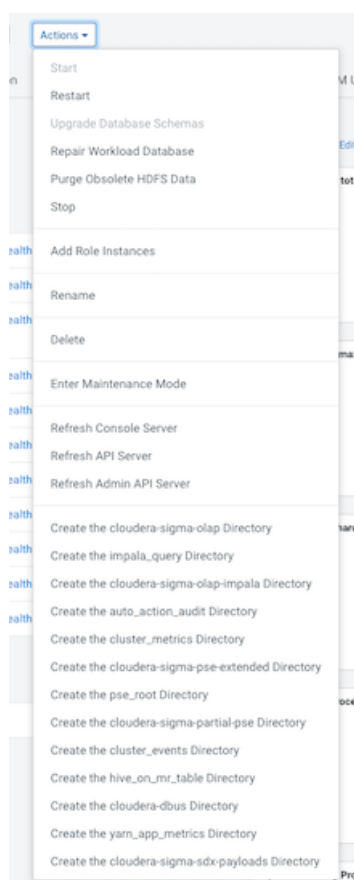 Actions
Start
Restart
Upgrade Database Schemas
Repair Workload Database
Purge Obsolete HDFS Data
Stop
Add Role Instances
Rename
Delete
Enter Maintenance Mode
Refresh Console Server
Refresh API Server
Refresh Admin API Server
Create the cloudera-sigma-olap Directory
Create the impala_query Directory
Create the cloudera-sigma-olap-impala Directory
Create the auto_action_audit Directory
Create the cluster_metrics Directory
Create the cloudera-sigma-pse-extended Directory
Create the pse_root Directory
Create the cloudera-sigma-partial-pse Directory
Create the cluster_events Directory
Create the hive_on_mr_table Directory
Create the cloudera-dbus Directory
Create the yarn_app_metrics Directory
Create the cloudera-sigma-sdx-payloads Directory